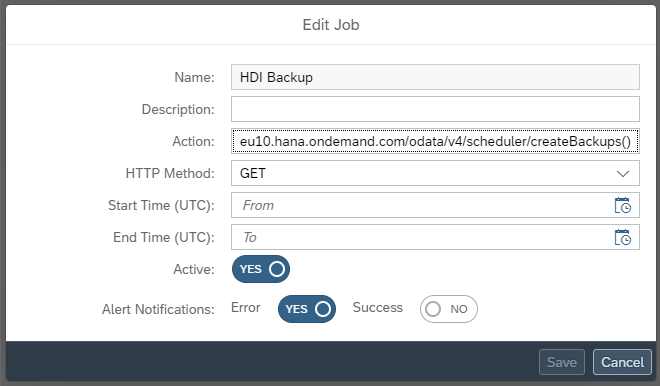 Edit Job
Name: HDI Backup
Description:
Action: eu10.hana.ondemand.com/odata/v4/scheduler/createBackups()
HTTP Method: GET
Start Time (UTC): From
End Time (UTC): To
Active: YES
Alert Notifications: Error YES Success NO
Save Cancel